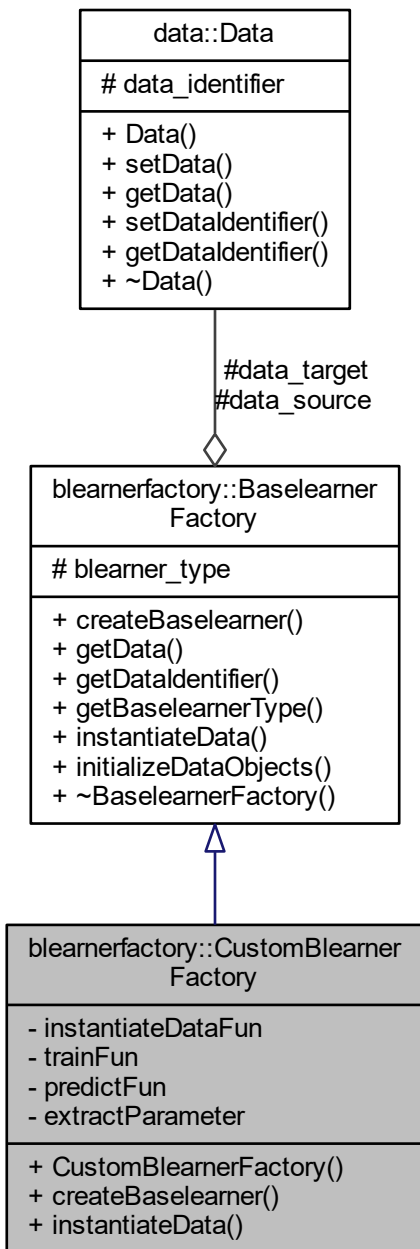 data::Data
# data_identifier
+ Data()
+ setData()
+ getData()
+ setDataIdentifier()
+ getDataIdentifier()
+ ~Data()
#data_target
#data_source
blearnerfactory::Baselearner
Factory
# blearner_type
+ createBaselearner()
+ getData()
+ getDataIdentifier()
+ getBaselearnerType()
+ instantiateData()
+ initializeDataObjects()
+ ~BaselearnerFactory()
blearnerfactory::CustomBlearner
Factory
- instantiateDataFun
- trainFun
- predictFun
- extractParameter
+ CustomBlearnerFactory()
+ createBaselearner()
+ instantiateData()